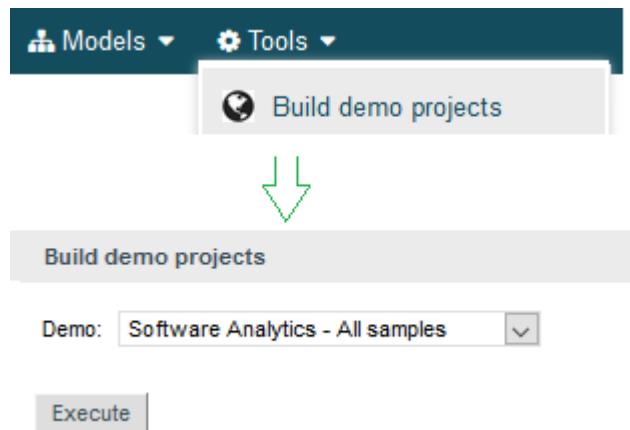 Models Tools
Build demo projects
Build demo projects
Demo: Software Analytics - All samples
Execute